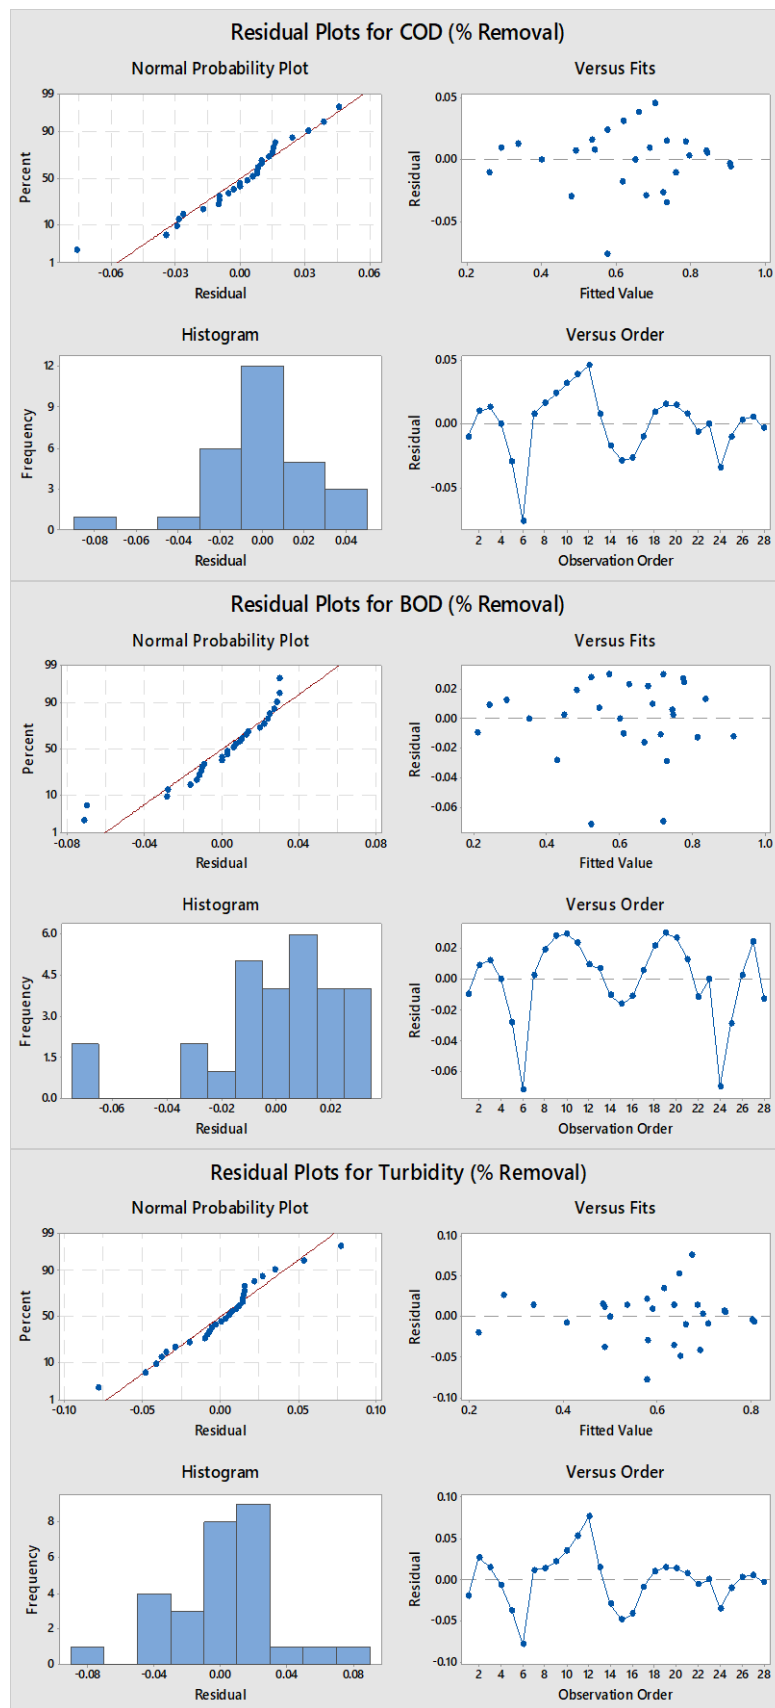 Residual Plots for COD (% Removal)
Normal Probability Plot
99
90
50
10
1
Percent
-0.06 -0.03 0.00 0.03 0.06
Residual
Versus Fits
0.05
0.00
-0.05
Residual
0.2 0.4 0.6 0.8 1.0
Fitted Value
Histogram
12
9
6
3
0
Frequency
-0.08 -0.06 -0.04 -0.02 0.00 0.02 0.04
Residual
Versus Order
0.05
0.00
-0.05
Residual
2 4 6 8 10 12 14 16 18 20 22 24 26 28
Observation Order
Residual Plots for BOD (% Removal)
Normal Probability Plot
99
90
50
10
1
Percent
-0.08 -0.04 0.00 0.04 0.08
Residual
Versus Fits
0.02
0.00
-0.02
-0.04
-0.06
Residual
0.2 0.4 0.6 0.8 1.0
Fitted Value
Histogram
6.0
4.5
3.0
1.5
0.0
Frequency
-0.06 -0.04 -0.02 0.00 0.02
Residual
Versus Order
0.02
0.00
-0.02
-0.04
-0.06
Residual
2 4 6 8 10 12 14 16 18 20 22 24 26 28
Observation Order
Residual Plots for Turbidity (% Removal)
Normal Probability Plot
99
90
50
10
1
Percent
-0.10 -0.05 0.00 0.05 0.10
Residual
Versus Fits
0.10
0.05
0.00
-0.05
-0.10
Residual
0.2 0.4 0.6 0.8
Fitted Value
Histogram
8
6
4
2
0
Frequency
-0.08 -0.04 0.00 0.04 0.08
Residual
Versus Order
0.10
0.05
0.00
-0.05
-0.10
Residual
2 4 6 8 10 12 14 16 18 20 22 24 26 28
Observation Order